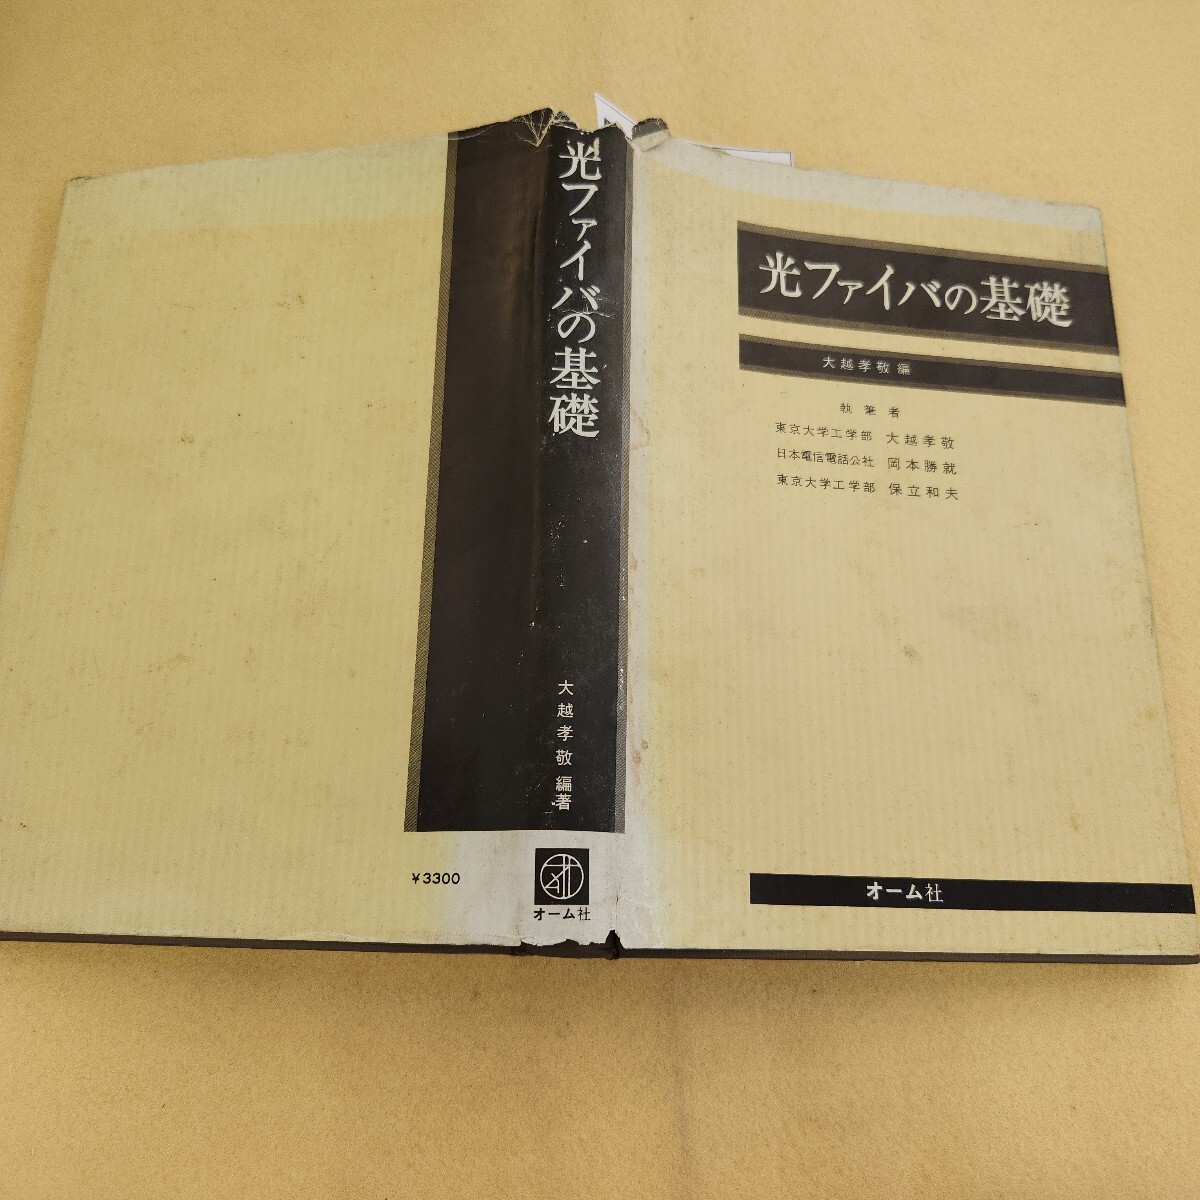 光ファイバの基礎
大越孝敬編
執筆者
東京大学工学部 大越孝敬
日本電信電話公社 岡本勝就
東京大学工学部 保立和夫
オーム社
光ファイバの基礎
大越孝敬編著
オーム社
¥3300